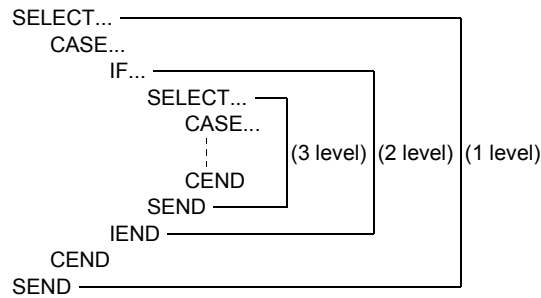 SELECT...
CASE...
IF...
SELECT...
CASE...
(3 level) (2 level) (1 level)
CEND
SEND
IEND
CEND
SEND